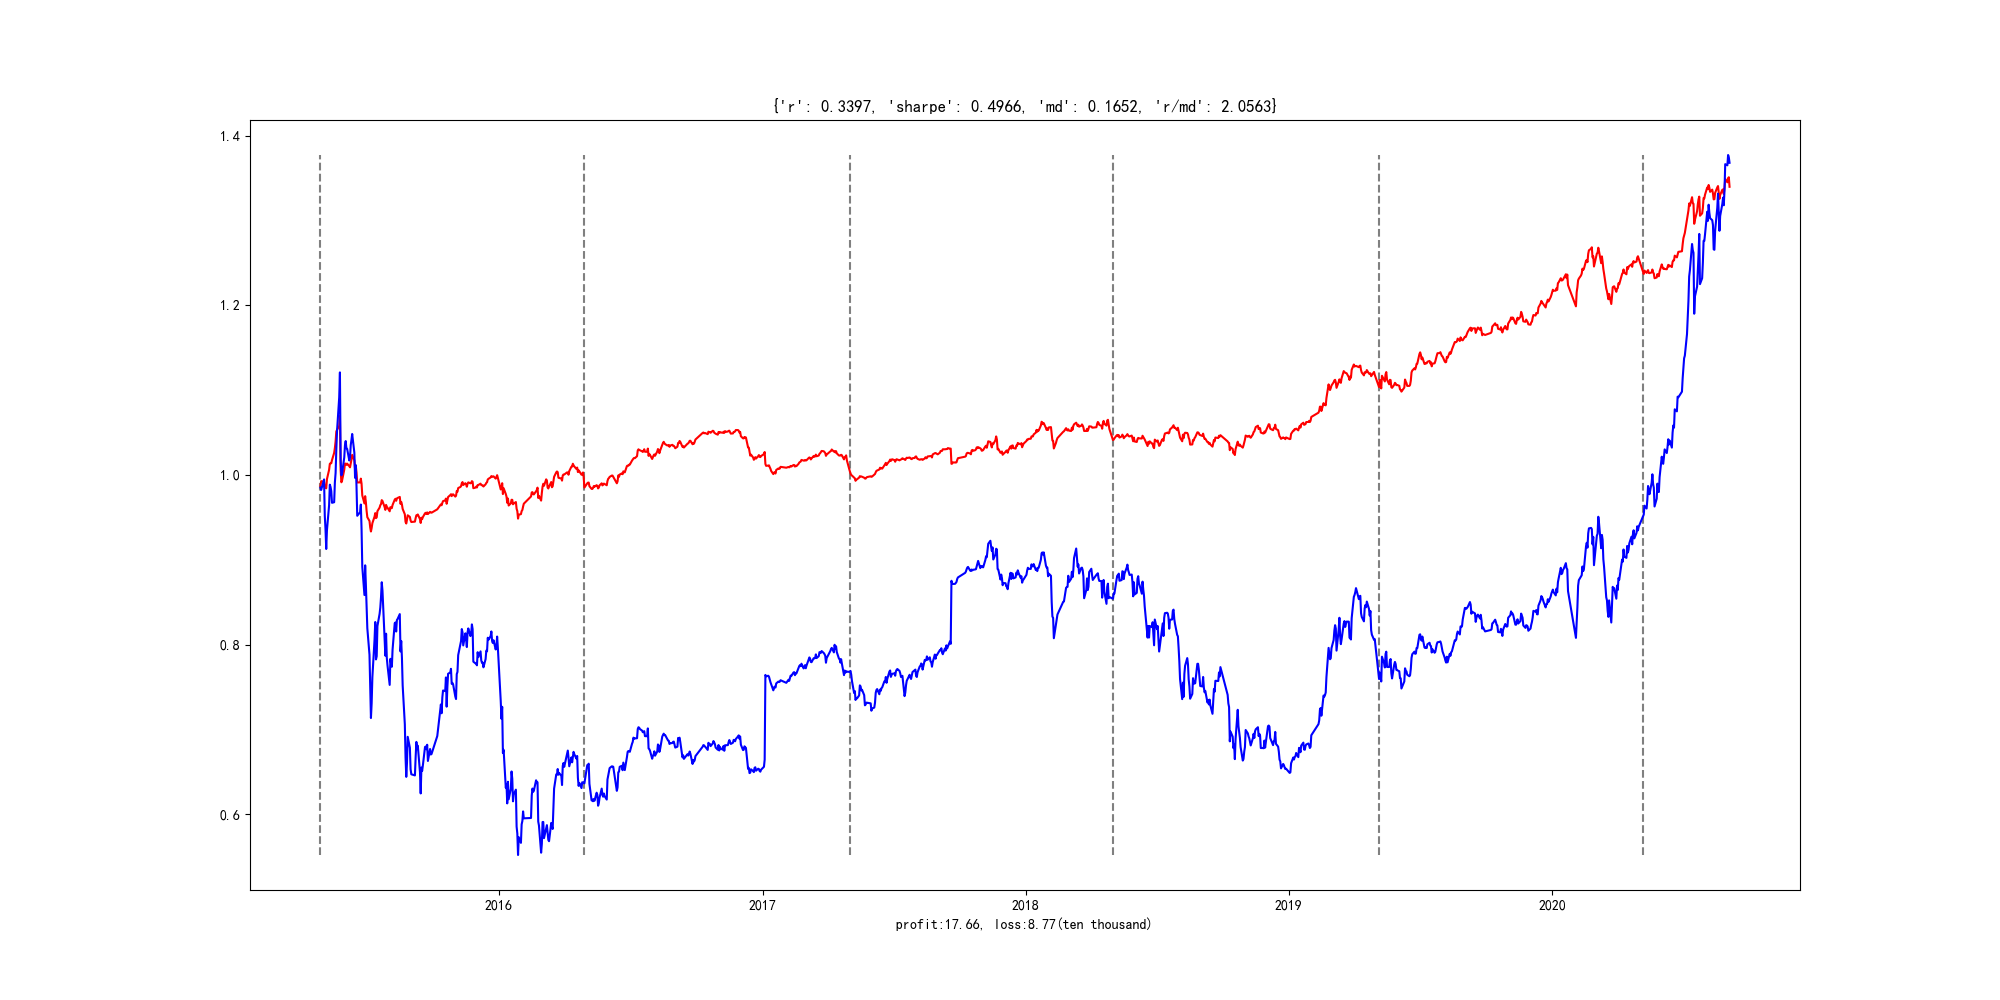 {'r': 0.3397, 'sharpe': 0.4966, 'md': 0.1652, 'r/md': 2.0563}
1.4
1.2
1.0
0.8
0.6
2016 2017 2018 2019 2020
profit:17.66, loss:8.77(ten thousand)